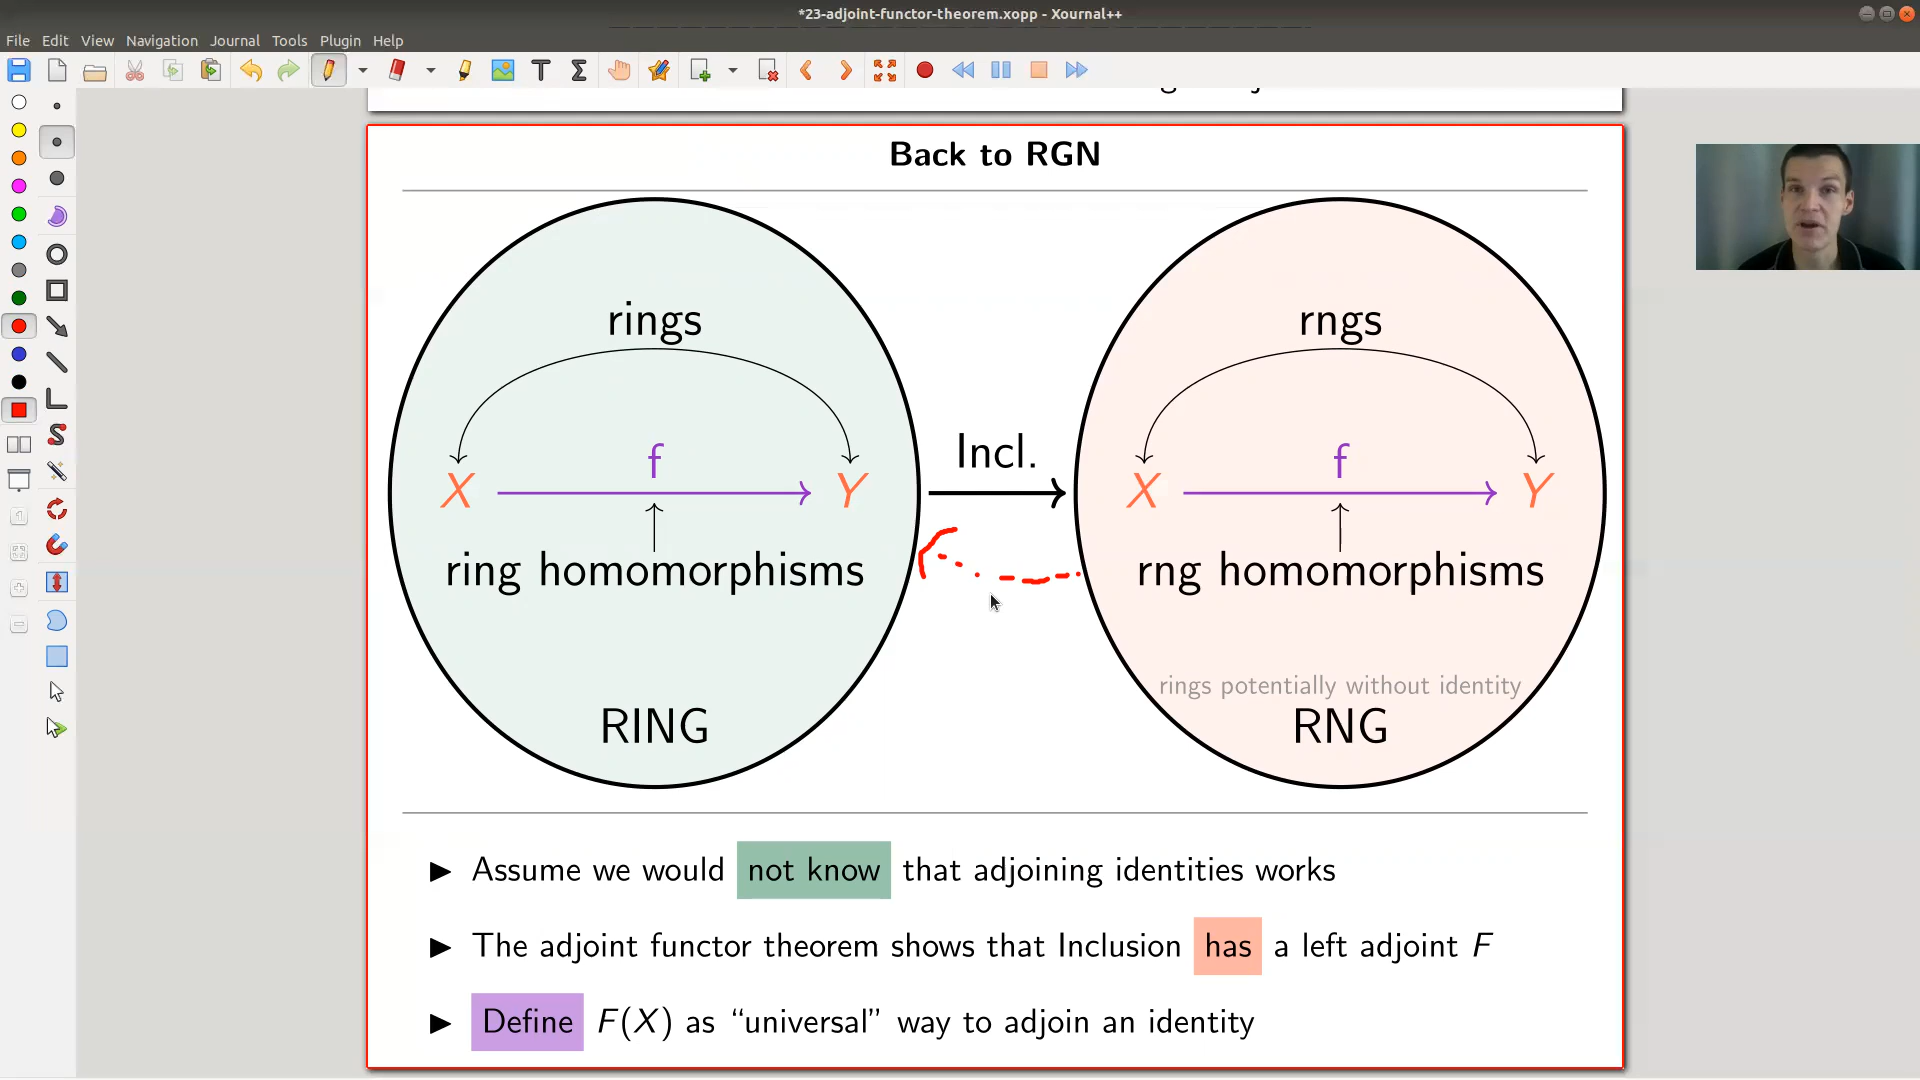 *23-adjoint-functor-theorem.xopp - Xournal++
File Edit View Navigation Journal Tools Plugin Help
Back to RGN
rings
rngs
Incl.
X f Y
X f Y
ring homomorphisms
rng homomorphisms
rings potentially without identity
RING
RNG
▶ Assume we would not know that adjoining identities works
▶ The adjoint functor theorem shows that Inclusion has a left adjoint F
▶ Define F(X) as “universal” way to adjoin an identity